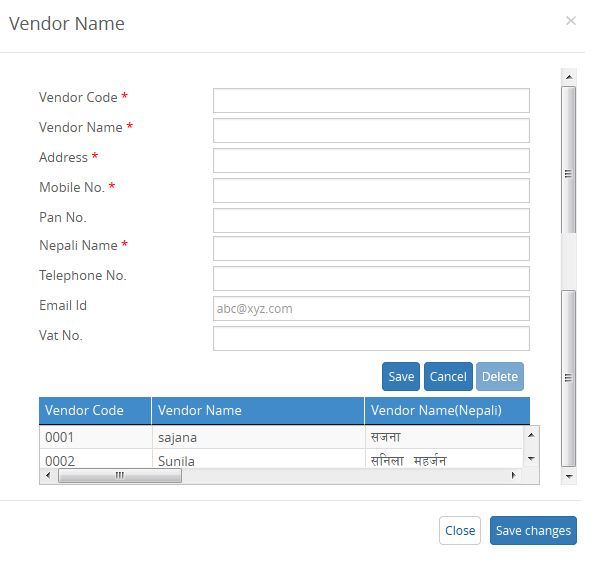 Vendor Name ×
Vendor Code *
Vendor Name *
Address *
Mobile No. *
Pan No.
Nepali Name *
Telephone No.
Email Id abc@xyz.com
Vat No.
Save Cancel Delete
Vendor Code Vendor Name Vendor Name(Nepali)
0001 sajana सजना
0002 Sunila सुनिला महर्जन
Close Save changes